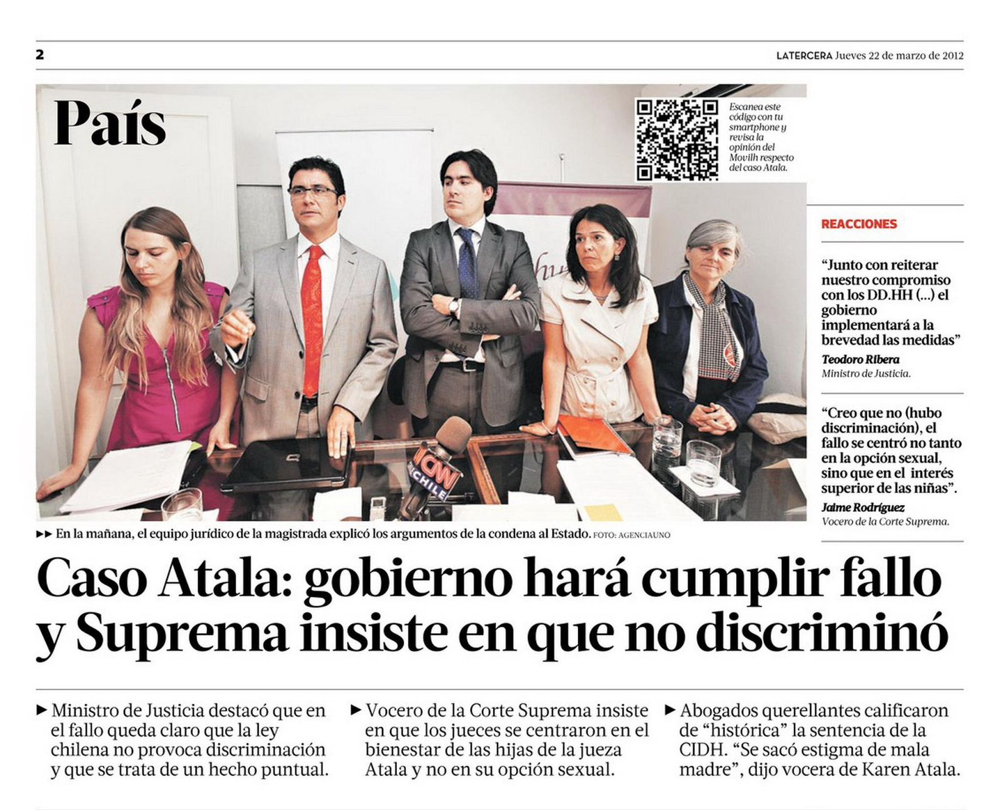 2
LATERCERA Jueves 22 de marzo de 2012
País
Escanea este
código con tu
smartphone y
revisa la
opinión del
Movilh respecto
del caso Atala.
hu
CNN
CHILE
REACCIONES
“Junto con reiterar
nuestro compromiso
con los DD.HH (...) el
gobierno
implementará a la
brevedad las medidas”
Teodoro Ribera
Ministro de Justicia.
“Creo que no (hubo
discriminación), el
fallo se centró no tanto
en la opción sexual,
sino que en el interés
superior de las niñas”.
Jaime Rodríguez
Vocero de la Corte Suprema.
▸▸ En la mañana, el equipo jurídico de la magistrada explicó los argumentos de la condena al Estado. FOTO: AGENCIAUNO
Caso Atala: gobierno hará cumplir fallo
y Suprema insiste en que no discriminó
▸ Ministro de Justicia destacó que en
el fallo queda claro que la ley
chilena no provoca discriminación
y que se trata de un hecho puntual.
▸ Vocero de la Corte Suprema insiste
en que los jueces se centraron en el
bienestar de las hijas de la jueza
Atala y no en su opción sexual.
▸ Abogados querellantes calificaron
de “histórica” la sentencia de la
CIDH. “Se sacó estigma de mala
madre”, dijo vocera de Karen Atala.